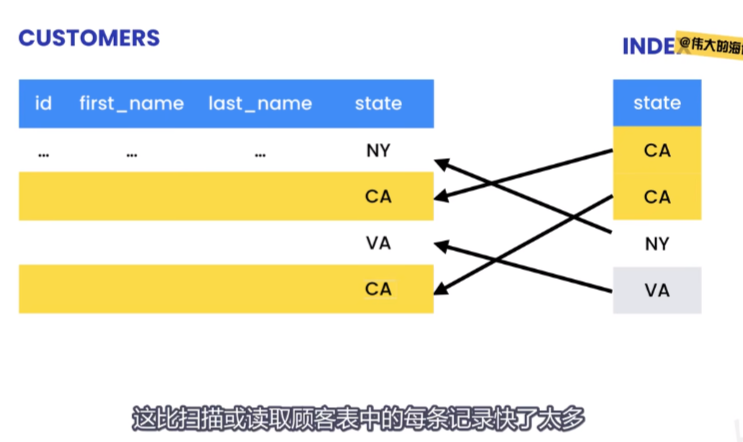 CUSTOMERS
INDE @伟大的海
id first_name last_name state
state
... ... ... NY
CA
CA
CA
VA
NY
CA
VA
这比扫描或读取顾客表中的每条记录快了太多